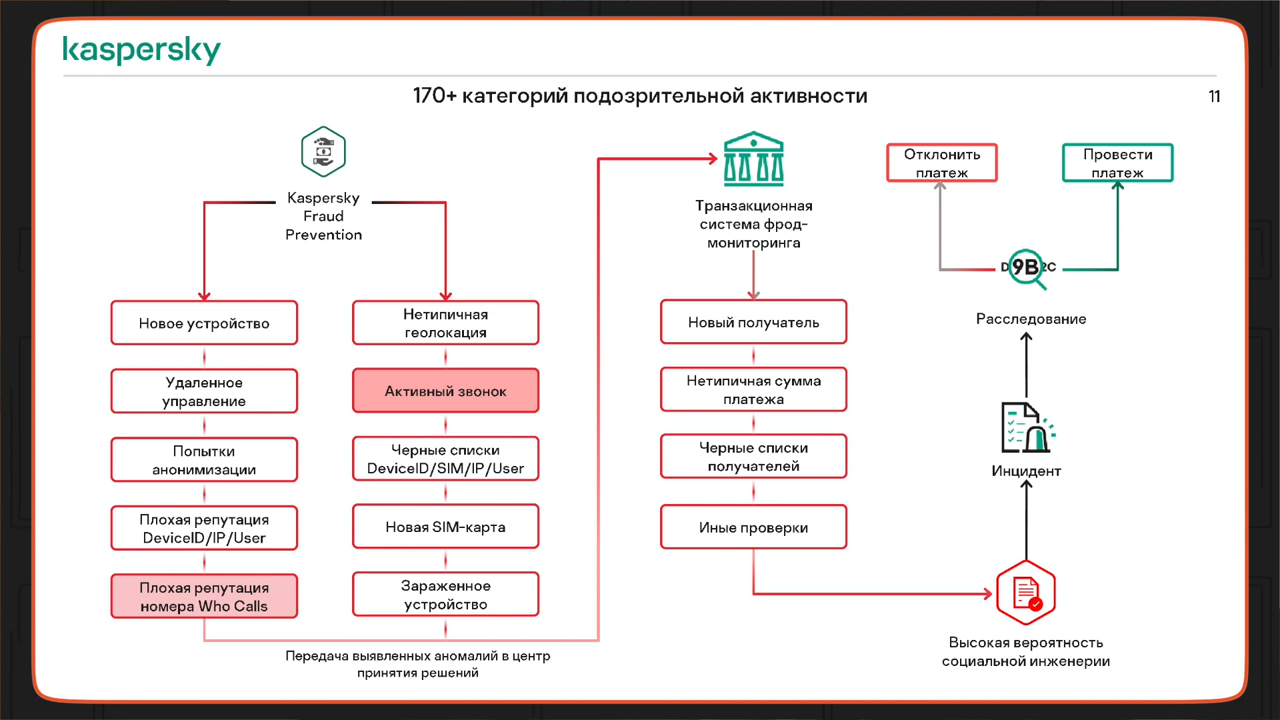 kaspersky
170+ категорий подозрительной активности
11
Kaspersky
Fraud
Prevention
Новое устройство
Удаленное
управление
Попытки
анонимизации
Плохая репутация
DeviceID/IP/User
Плохая репутация
номера Who Calls
Нетипичная
геолокация
Активный звонок
Черные списки
DeviceID/SIM/IP/User
Новая SIM-карта
Зараженное
устройство
Передача выявленных аномалий в центр
принятия решений
Транзакционная
система фрод-
мониторинга
Новый получатель
Нетипичная сумма
платежа
Черные списки
получателей
Иные проверки
Отклонить
платеж
Провести
платеж
D 9B 2C
Расследование
Инцидент
Высокая вероятность
социальной инженерии